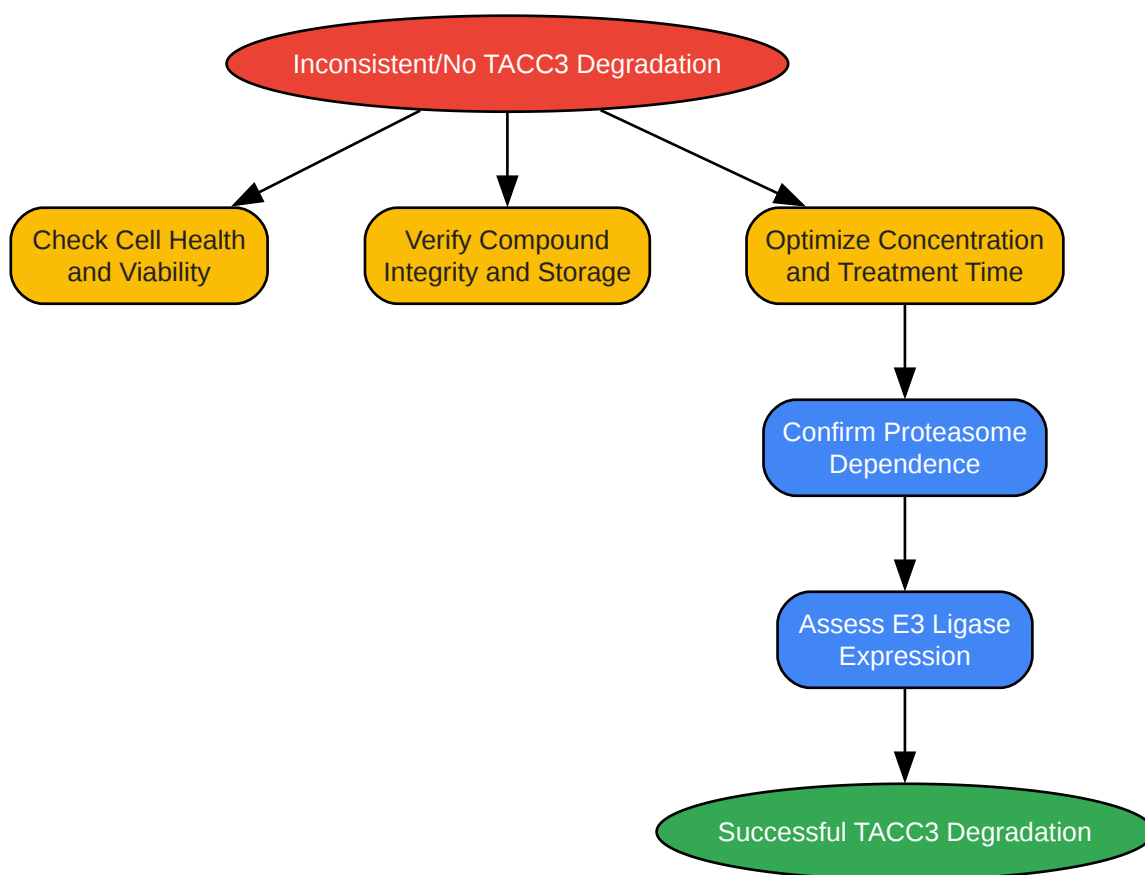 Inconsistent/No TACC3 Degradation
Check Cell Health
and Viability
Verify Compound
Integrity and Storage
Optimize Concentration
and Treatment Time
Confirm Proteasome
Dependence
Assess E3 Ligase
Expression
Successful TACC3 Degradation